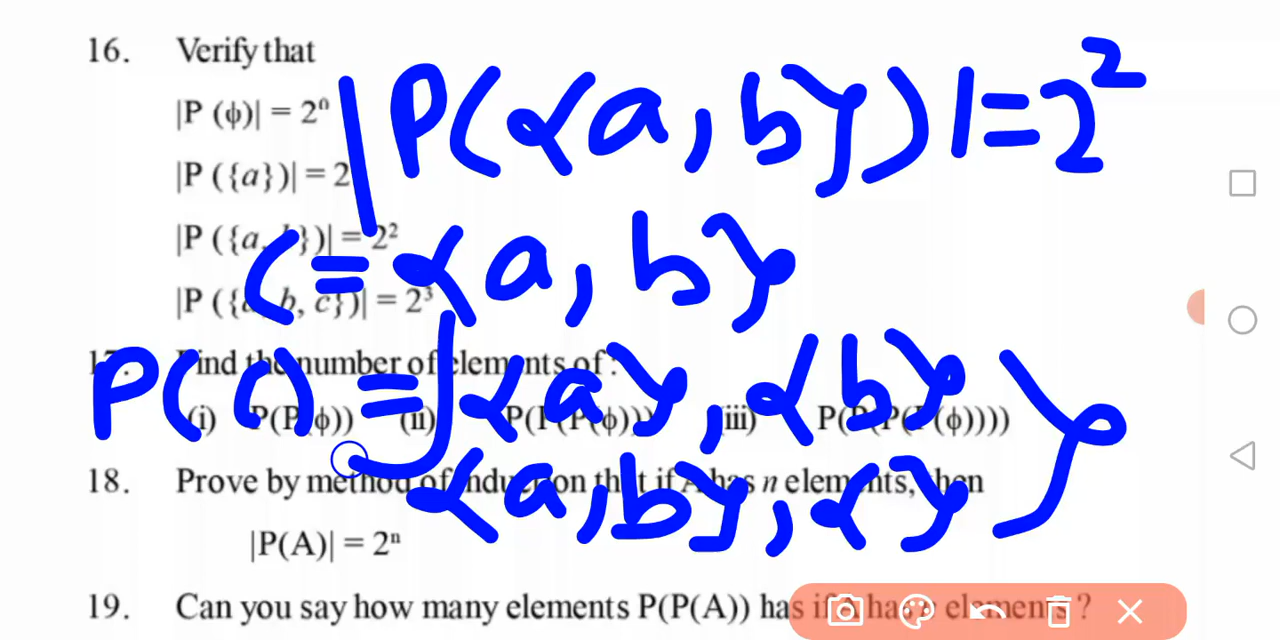 16. Verify that
|P (ϕ)| = 2⁰
|P({a,b})|=2²
|P ({a})| = 2
|P ({a, })| = 2²
C={a,b}
|P ({ b, c})| = 2³
17. Find the number of elements of :
P(C)={{a},{b}
(i) P(P(ϕ)) (ii) P(P(P(ϕ))) (iii) P(P(P(P(ϕ))))
{a,b},{}}
18. Prove by method of induction that if A has n elements, then
|P(A)| = 2ⁿ
19. Can you say how many elements P(P(A)) has if A has elements ?